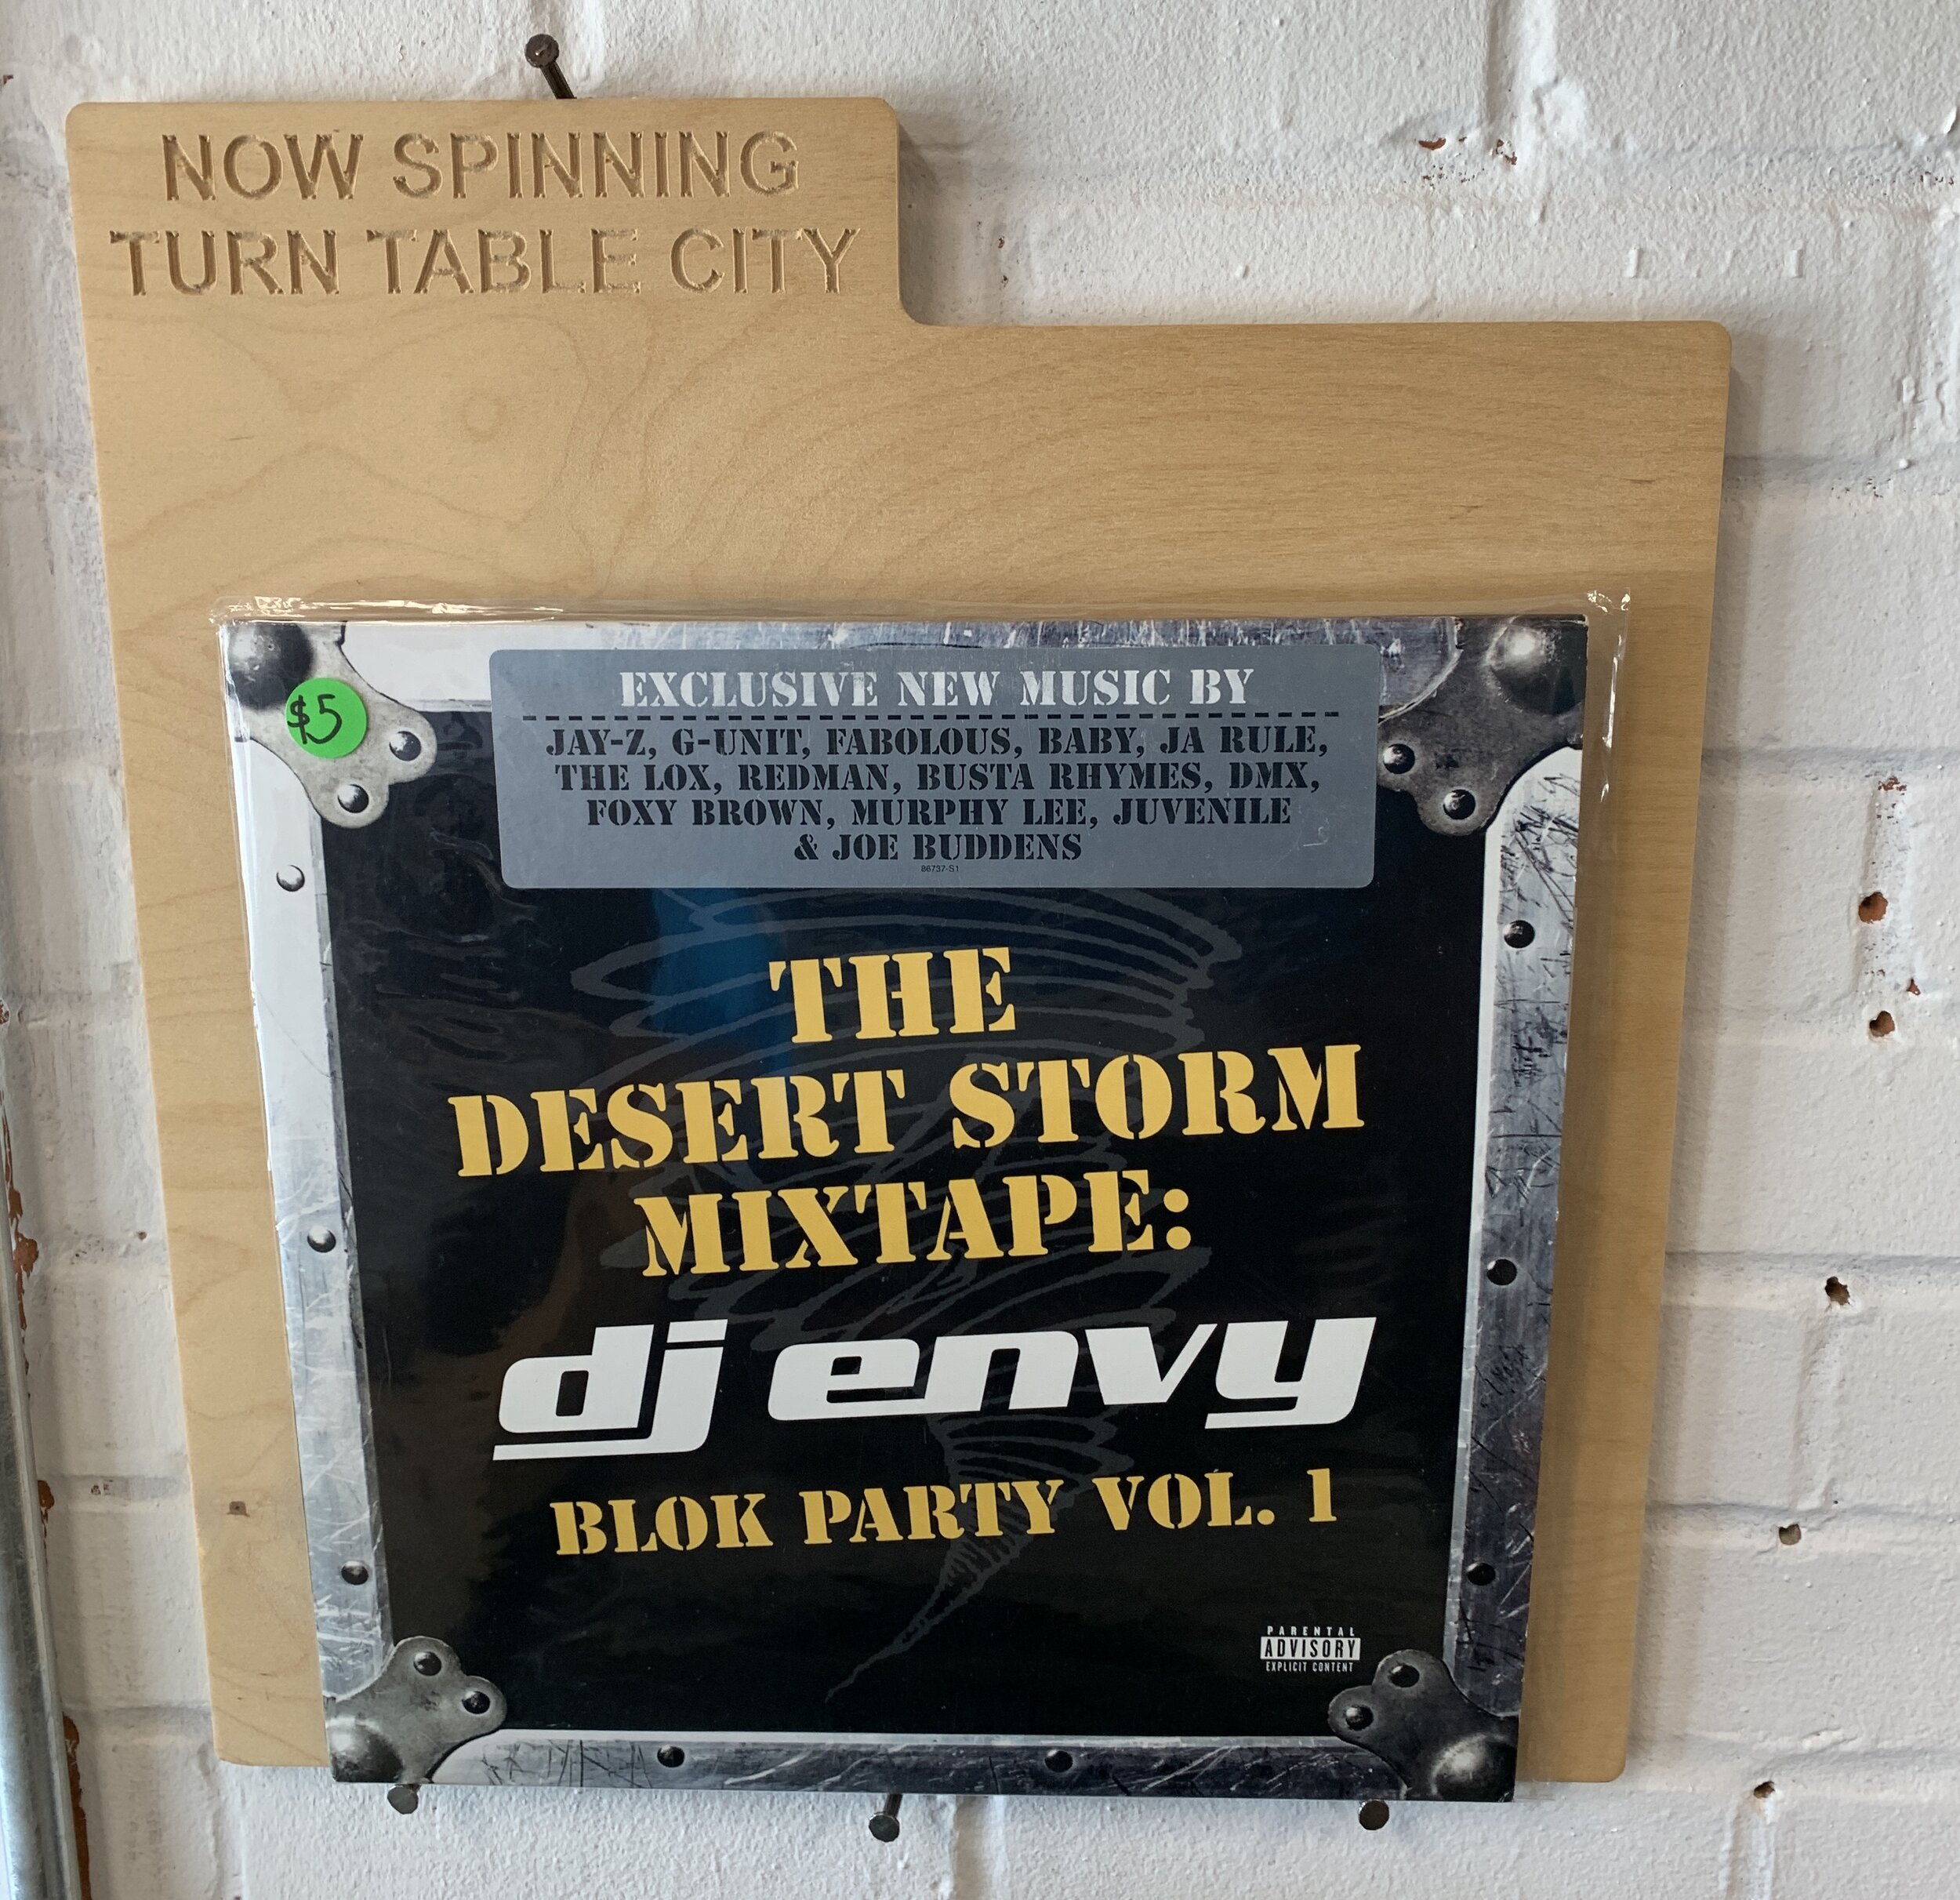 NOW SPINNING
TURN TABLE CITY
$5
EXCLUSIVE NEW MUSIC BY
JAY-Z, G-UNIT, FABOLOUS, BABY, JA RULE,
THE LOX, REDMAN, BUSTA RHYMES, DMX,
FOXY BROWN, MURPHY LEE, JUVENILE
& JOE BUDDENS
86737-S1
THE
DESERT STORM
MIXTAPE:
dj envy
BLOK PARTY VOL. 1
PARENTAL
ADVISORY
EXPLICIT CONTENT